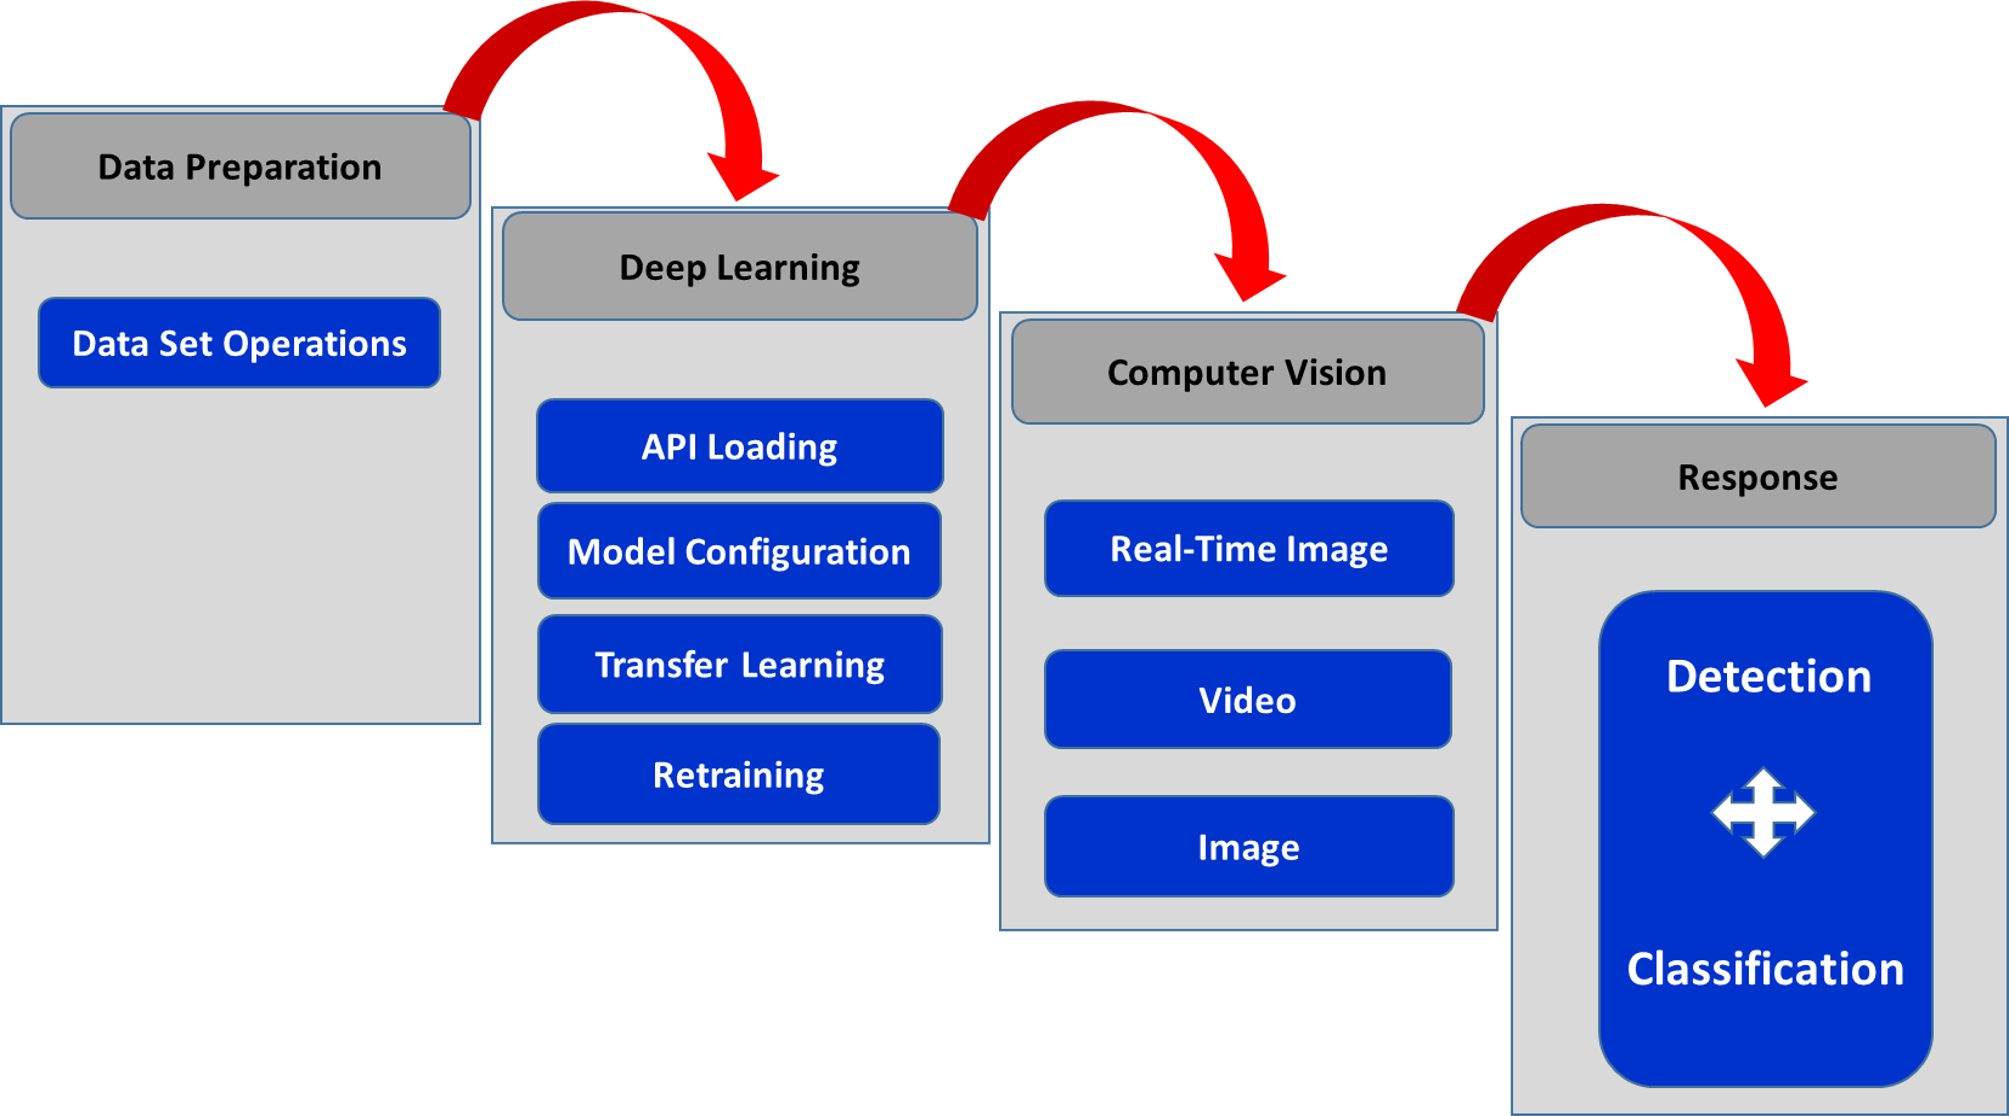 Data Preparation
Data Set Operations
Deep Learning
API Loading
Model Configuration
Transfer Learning
Retraining
Computer Vision
Real-Time Image
Video
Image
Response
Detection
Classification